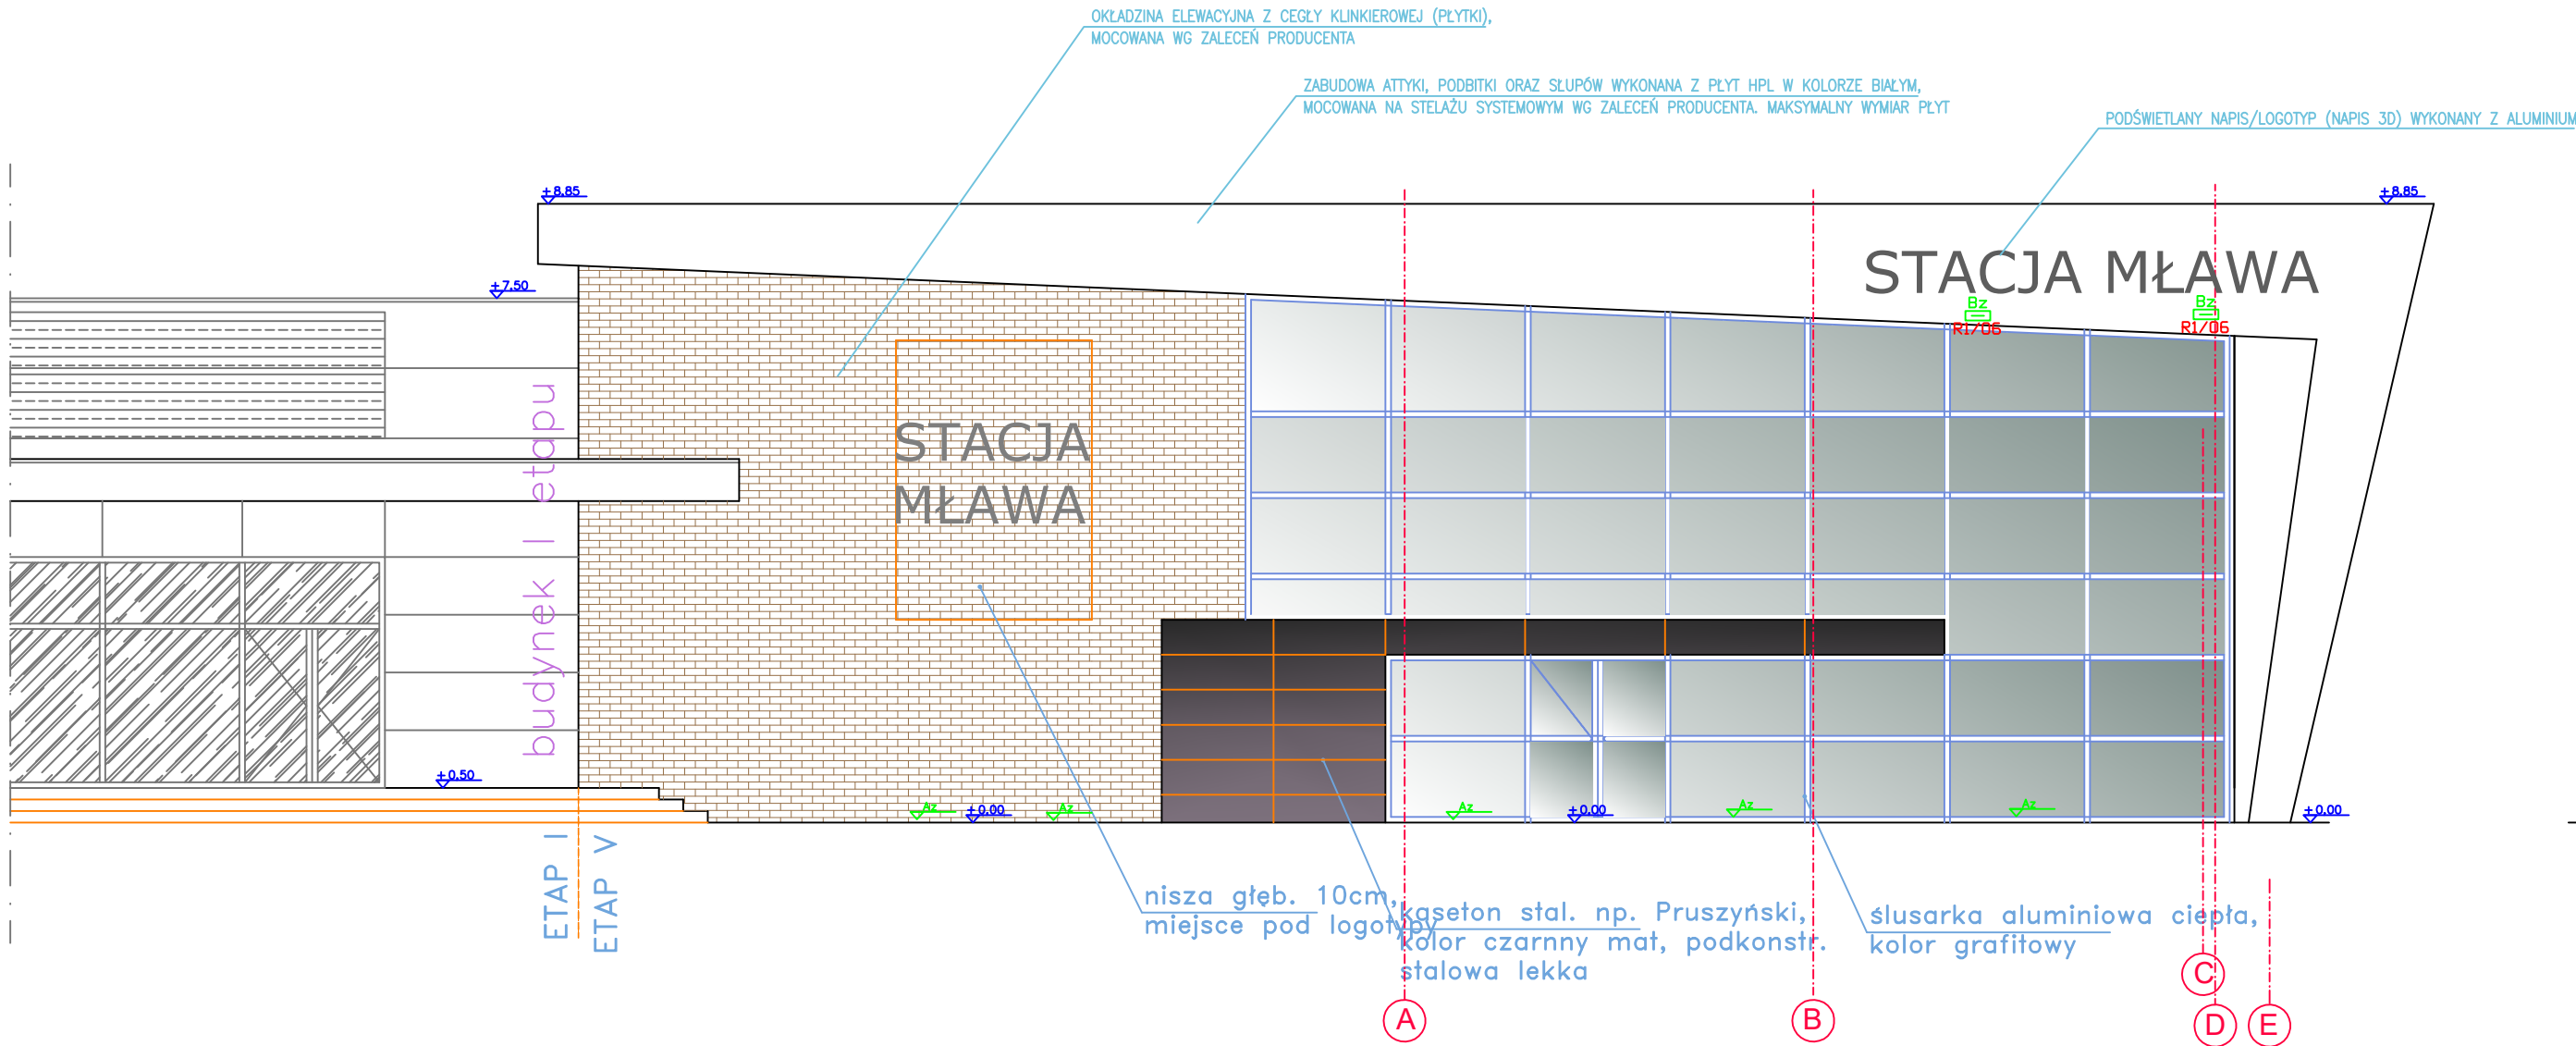 OKŁADZINA ELEWACYJNA Z CEGŁY KLINKIEROWEJ (PŁYTKI),
MOCOWANA WG ZALECEŃ PRODUCENTA
ZABUDOWA ATTYKI, PODBITKI ORAZ SŁUPÓW WYKONANA Z PŁYT HPL W KOLORZE BIAŁYM,
MOCOWANA NA STELAŻU SYSTEMOWYM WG ZALECEŃ PRODUCENTA. MAKSYMALNY WYMIAR PŁYT
PODŚWIETLANY NAPIS/LOGOTYP (NAPIS 3D) WYKONANY Z ALUMINIUM
+8.85
+8.85
STACJA MŁAWA
+7.50
Bz
R1/06
Bz
R1/06
budynek I etapu
STACJA
MŁAWA
+0.50
Az
+0.00
Az
Az
+0.00
Az
Az
+0.00
ETAP I
ETAP V
nisza głęb. 10cm,
miejsce pod logotypy
kaseton stal. np. Pruszyński,
kolor czarnny mat, podkonstr.
stalowa lekka
ślusarka aluminiowa ciepła,
kolor grafitowy
A
B
C
D
E